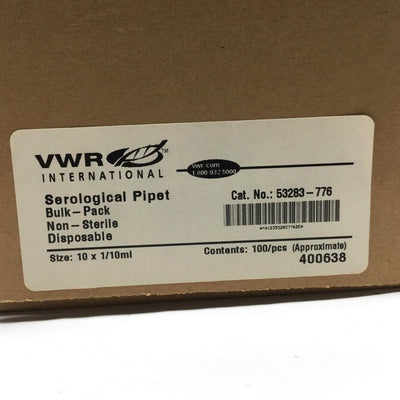 VWR™
INTERNATIONAL
vwr.com
1.800.932.5000
Serological Pipet
Bulk-Pack
Non-Sterile
Disposable
Size: 10 x 1/10ml
Cat. No.: 53283-776
Contents: 100/pcs (Approximate)
400638